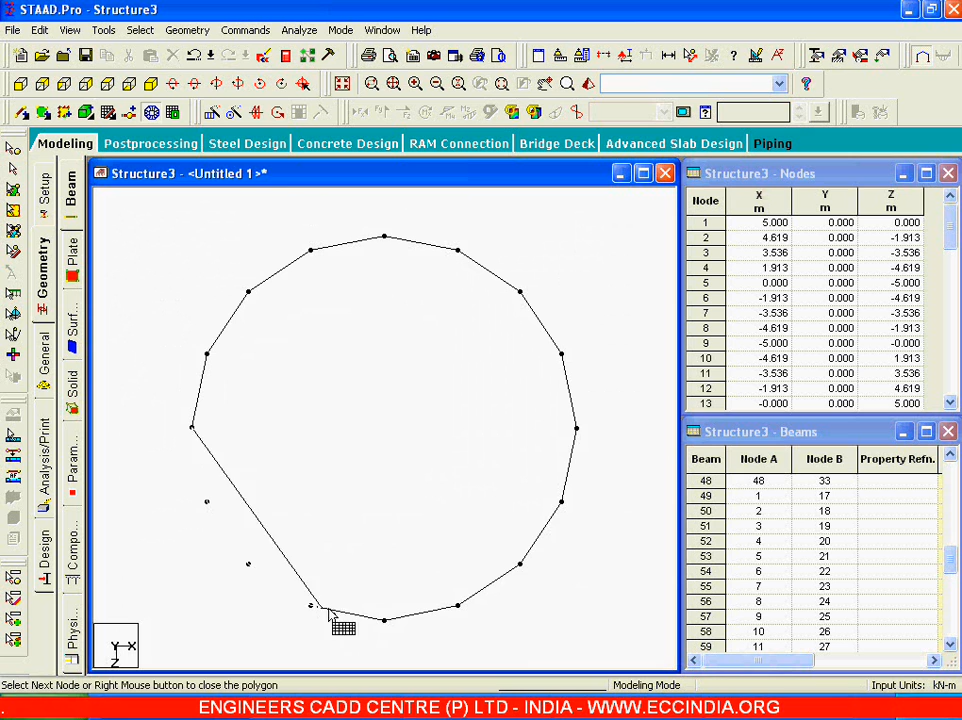 STAAD.Pro - Structure3
File Edit View Tools Select Geometry Commands Analyze Mode Window Help
Modeling Postprocessing Steel Design Concrete Design RAM Connection Bridge Deck Advanced Slab Design Piping
Setup
Geometry
General
Analysis/Print
Design
Beam
Plate
Surf...
Solid
Param...
Compo...
Physi...
Structure3 - <Untitled 1 >*
Y X
Z
Structure3 - Nodes
Node X m Y m Z m
1 5.000 0.000 0.000
2 4.619 0.000 -1.913
3 3.536 0.000 -3.536
4 1.913 0.000 -4.619
5 0.000 0.000 -5.000
6 -1.913 0.000 -4.619
7 -3.536 0.000 -3.536
8 -4.619 0.000 -1.913
9 -5.000 0.000 -0.000
10 -4.619 0.000 1.913
11 -3.536 0.000 3.536
12 -1.913 0.000 4.619
13 -0.000 0.000 5.000
Structure3 - Beams
Beam Node A Node B Property Refn.
48 48 33
49 1 17
50 2 18
51 3 19
52 4 20
53 5 21
54 6 22
55 7 23
56 8 24
57 9 25
58 10 26
59 11 27
Select Next Node or Right Mouse button to close the polygon Modeling Mode Input Units: kN-m
ENGINEERS CADD CENTRE (P) LTD - INDIA - WWW.ECCINDIA.ORG